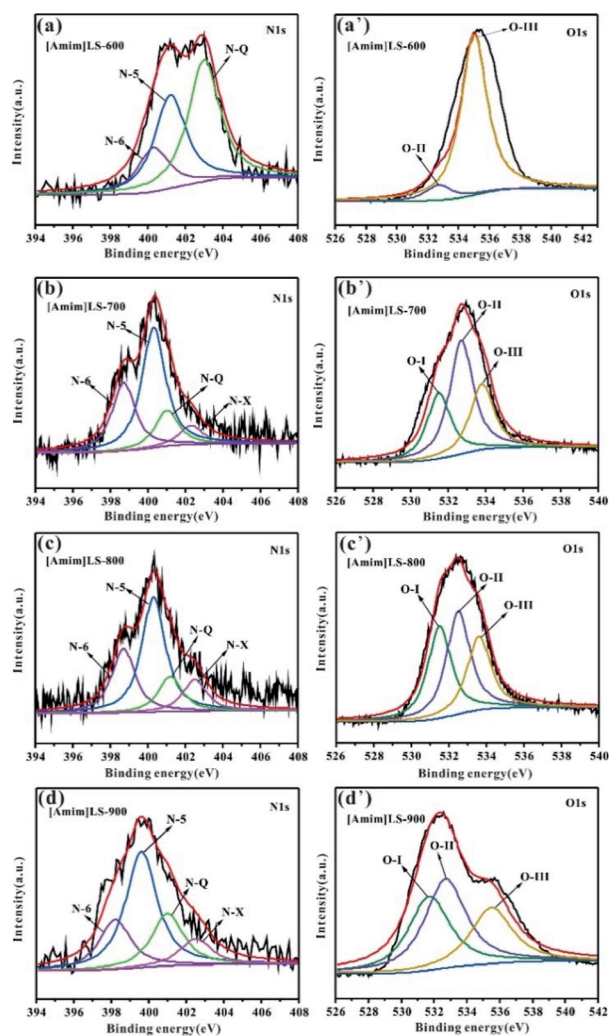 (a)
[Amim]LS-600
N1s
N-Q
N-5
N-6
Intensity(a.u.)
394 396 398 400 402 404 406 408
Binding energy(eV)
(a')
[Amim]LS-600
O-III
O1s
O-II
Intensity(a.u.)
526 528 530 532 534 536 538 540 542
Binding energy(eV)
(b)
[Amim]LS-700
N1s
N-5
N-6
N-Q
N-X
Intensity(a.u.)
394 396 398 400 402 404 406 408
Binding energy(eV)
(b')
[Amim]LS-700
O1s
O-II
O-I
O-III
Intensity(a.u.)
526 528 530 532 534 536 538 540
Binding energy(eV)
(c)
[Amim]LS-800
N1s
N-5
N-6
N-Q
N-X
Intensity(a.u.)
394 396 398 400 402 404 406 408
Binding energy(eV)
(c')
[Amim]LS-800
O1s
O-I
O-II
O-III
Intensity(a.u.)
526 528 530 532 534 536 538 540
Binding energy(eV)
(d)
[Amim]LS-900
N1s
N-5
N-6
N-Q
N-X
Intensity(a.u.)
394 396 398 400 402 404 406 408
Binding energy(eV)
(d')
[Amim]LS-900
O1s
O-II
O-I
O-III
Intensity(a.u.)
526 528 530 532 534 536 538 540 542
Binding energy(eV)